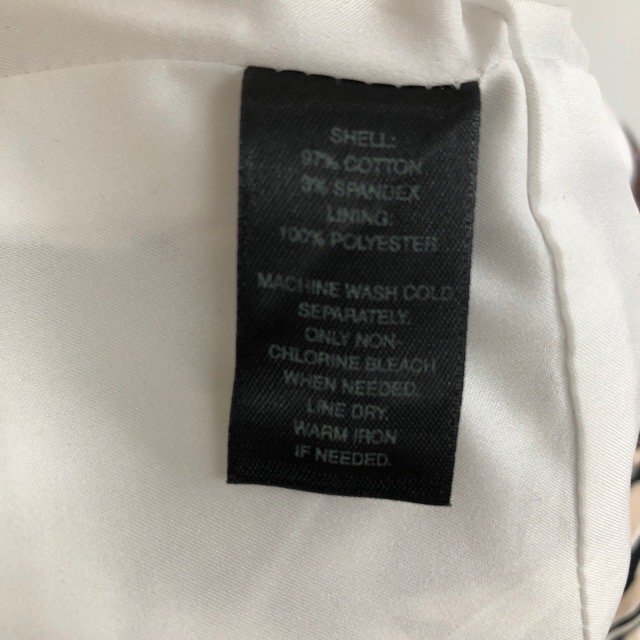 SHELL:
97% COTTON
3% SPANDEX
LINING:
100% POLYESTER
MACHINE WASH COLD
SEPARATELY.
ONLY NON
CHLORINE BLEACH
WHEN NEEDED.
LINE DRY.
WARM IRON
IF NEEDED.